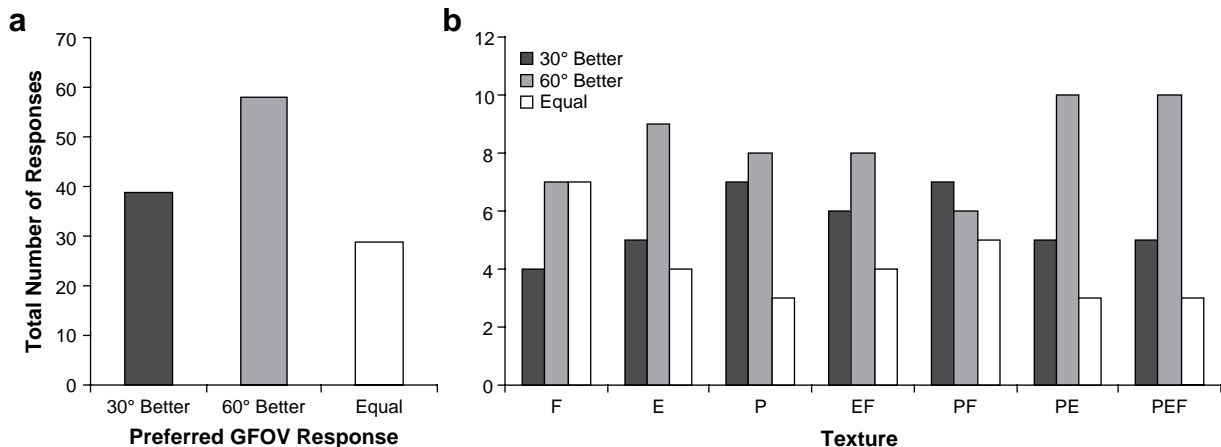 a
70
60
50
40
30
20
10
0
Total Number of Responses
30° Better
60° Better
Equal
Preferred GFOV Response
b
12
10
8
6
4
2
0
30° Better
60° Better
Equal
F
E
P
EF
PF
PE
PEF
Texture